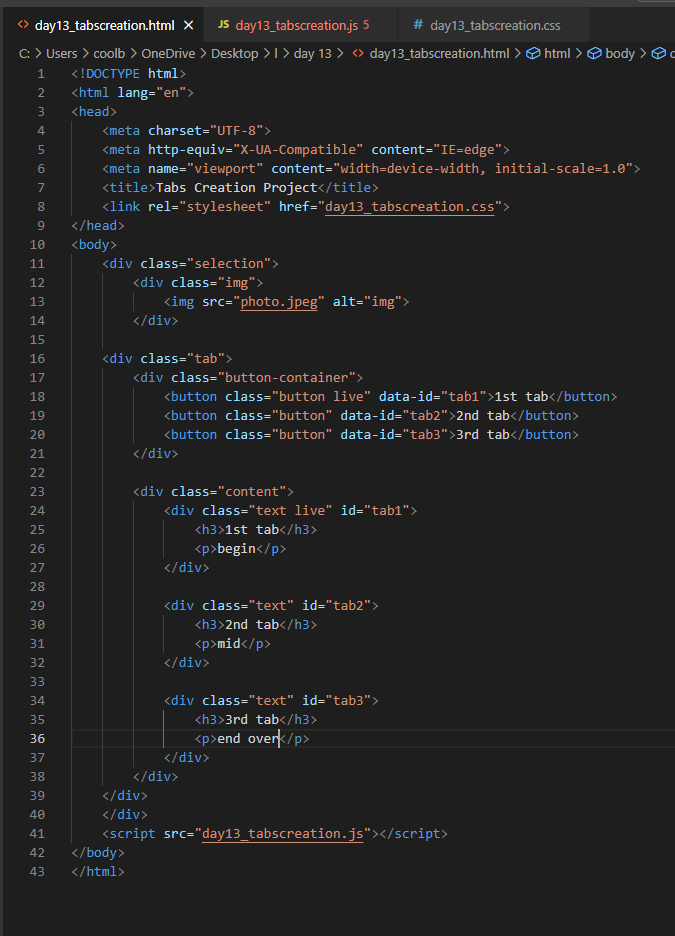 day13_tabscreation.html JS day13_tabscreation.js 5 # day13_tabscreation.css
C: > Users > coolb > OneDrive > Desktop > l > day 13 > day13_tabscreation.html > html > body >
1 <!DOCTYPE html>
2 <html lang="en">
3 <head>
4 <meta charset="UTF-8">
5 <meta http-equiv="X-UA-Compatible" content="IE=edge">
6 <meta name="viewport" content="width=device-width, initial-scale=1.0">
7 <title>Tabs Creation Project</title>
8 <link rel="stylesheet" href="day13_tabscreation.css">
9 </head>
10 <body>
11 <div class="selection">
12 <div class="img">
13 <img src="photo.jpeg" alt="img">
14 </div>
15
16 <div class="tab">
17 <div class="button-container">
18 <button class="button live" data-id="tab1">1st tab</button>
19 <button class="button" data-id="tab2">2nd tab</button>
20 <button class="button" data-id="tab3">3rd tab</button>
21 </div>
22
23 <div class="content">
24 <div class="text live" id="tab1">
25 <h3>1st tab</h3>
26 <p>begin</p>
27 </div>
28
29 <div class="text" id="tab2">
30 <h3>2nd tab</h3>
31 <p>mid</p>
32 </div>
33
34 <div class="text" id="tab3">
35 <h3>3rd tab</h3>
36 <p>end over</p>
37 </div>
38 </div>
39 </div>
40 </div>
41 <script src="day13_tabscreation.js"></script>
42 </body>
43 </html>